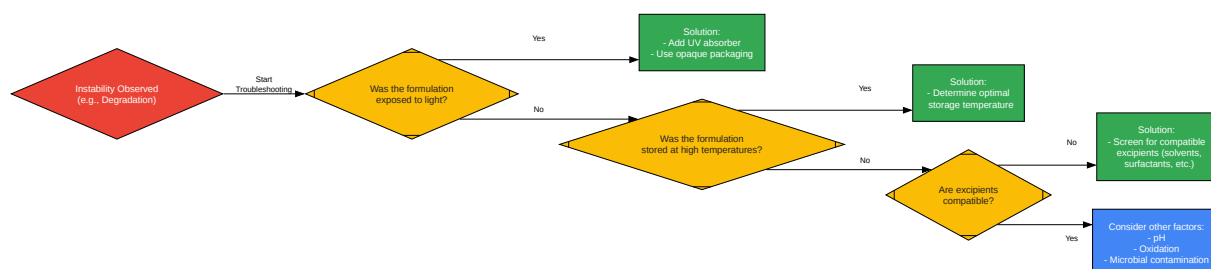 Instability Observed
(e.g., Degradation)
Start
Troubleshooting
Was the formulation
exposed to light?
Yes
Solution:
- Add UV absorber
- Use opaque packaging
No
Was the formulation
stored at high temperatures?
Yes
Solution:
- Determine optimal
storage temperature
No
Are excipients
compatible?
No
Solution:
- Screen for compatible
excipients (solvents,
surfactants, etc.)
Yes
Consider other factors:
- pH
- Oxidation
- Microbial contamination